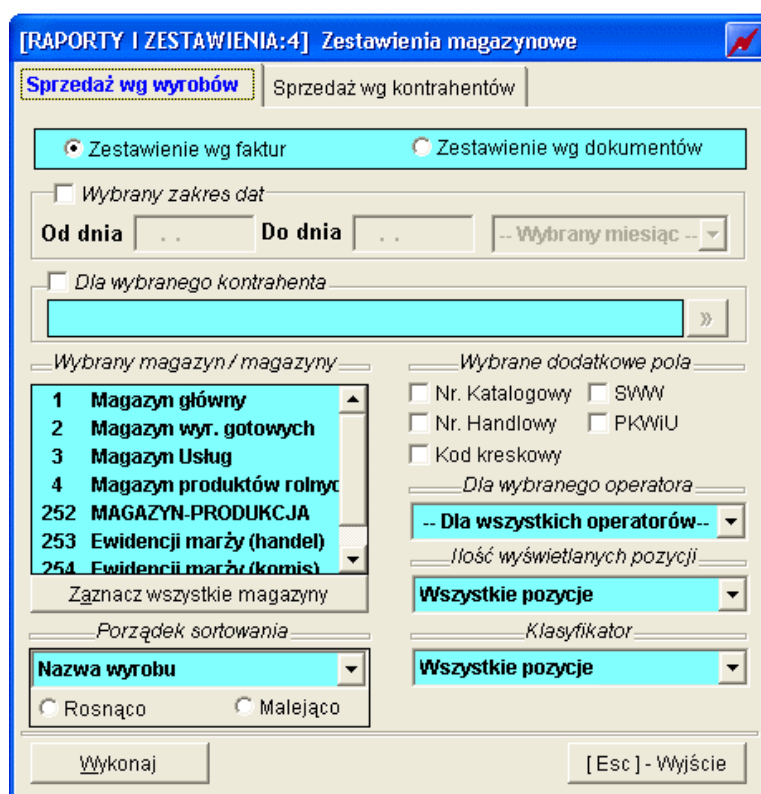 [RAPORTY I ZESTAWIENIA:4] Zestawienia magazynowe
Sprzedaż wg wyrobów Sprzedaż wg kontrahentów
Zestawienie wg faktur Zestawienie wg dokumentów
Wybrany zakres dat
Od dnia . . Do dnia . . -- Wybrany miesiąc --
Dla wybranego kontrahenta
»
Wybrany magazyn / magazyny
1 Magazyn główny
2 Magazyn wyr. gotowych
3 Magazyn Usług
4 Magazyn produktów rolnyc
252 MAGAZYN-PRODUKCJA
253 Ewidencji marży (handel)
254 Ewidencji marży (komis)
Zaznacz wszystkie magazyny
Porządek sortowania
Nazwa wyrobu
Rosnąco Malejąco
Wybrane dodatkowe pola
Nr. Katalogowy SWW
Nr. Handlowy PKWiU
Kod kreskowy
Dla wybranego operatora
-- Dla wszystkich operatorów--
Ilość wyświetlanych pozycji
Wszystkie pozycje
Klasyfikator
Wszystkie pozycje
Wykonaj [ Esc ] - Wyjście